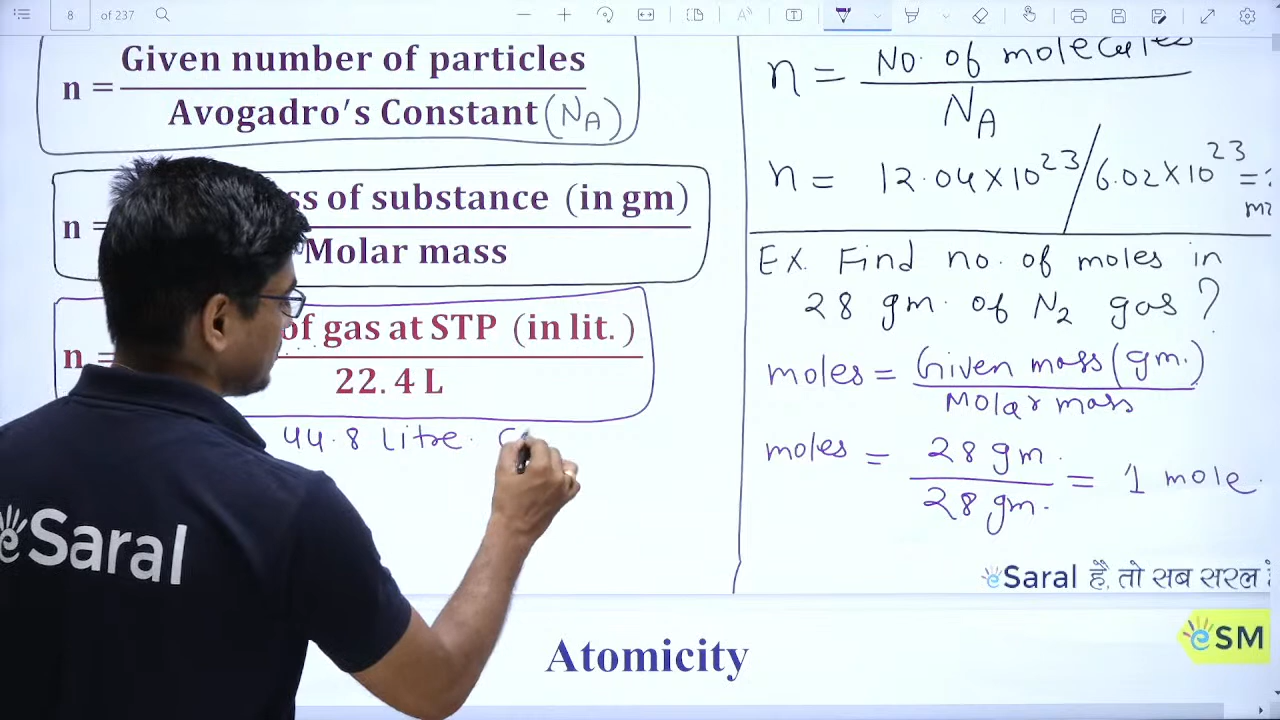 8 of 237
n = Given number of particles
Avogadro's Constant (NA)
n = ss of substance (in gm)
Molar mass
n = of gas at STP (in lit.)
22.4 L
44.8 Litre.
n = No. of molecules
NA
n = 12.04×10^23/6.02×10^23 =
Ex. Find no. of moles in
28 gm. of N2 gas?
moles = Given mass (gm.)
Molar mass
moles = 28 gm. = 1 mole.
28 gm.
eSaral
eSaral है, तो सब सरल है
eSM
Atomicity